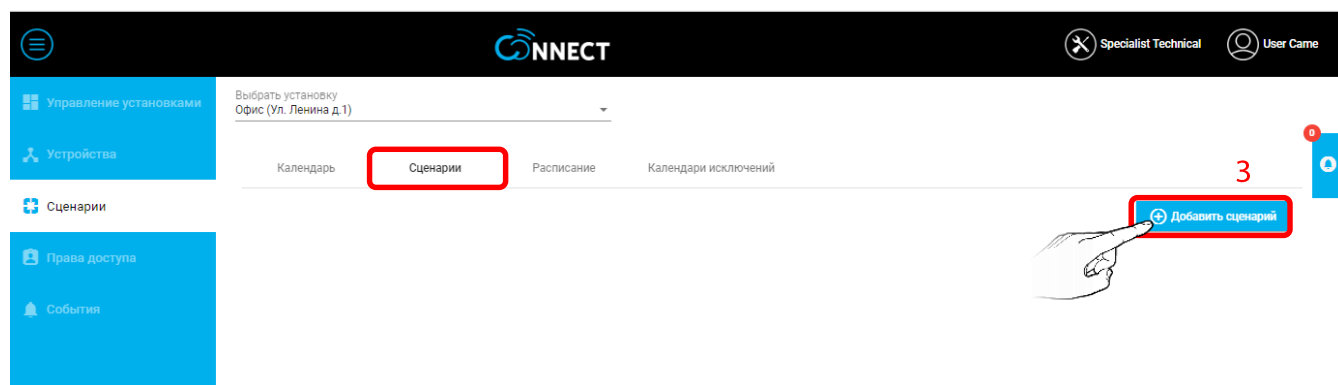 CONNECT
Specialist Technical
User Came
Управление установками
Устройства
Сценарии
Права доступа
События
Выбрать установку
Офис (Ул. Ленина д.1)
Календарь
Сценарии
Расписание
Календари исключений
0
3
Добавить сценарий